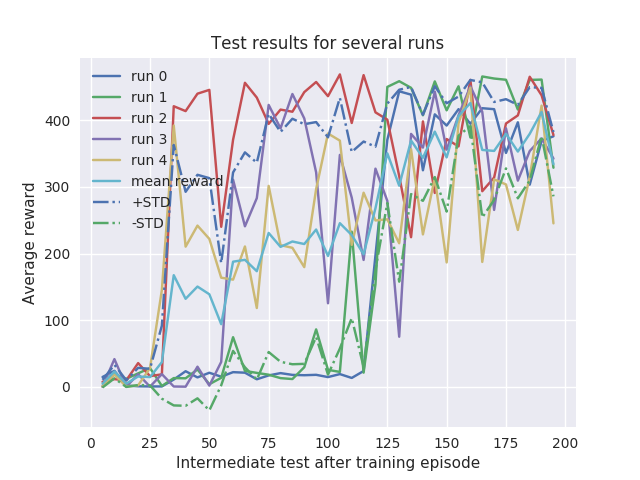 Test results for several runs
run 0
run 1
run 2
run 3
run 4
mean reward
+STD
-STD
Average reward
400
300
200
100
0
0 25 50 75 100 125 150 175 200
Intermediate test after training episode